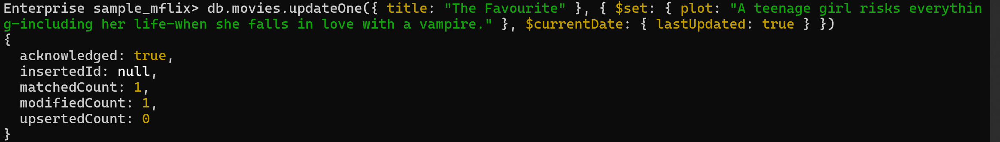 Enterprise sample_mflix> db.movies.updateOne({ title: "The Favourite" }, { $set: { plot: "A teenage girl risks everythin
g-including her life-when she falls in love with a vampire." }, $currentDate: { lastUpdated: true } })
{
  acknowledged: true,
  insertedId: null,
  matchedCount: 1,
  modifiedCount: 1,
  upsertedCount: 0
}